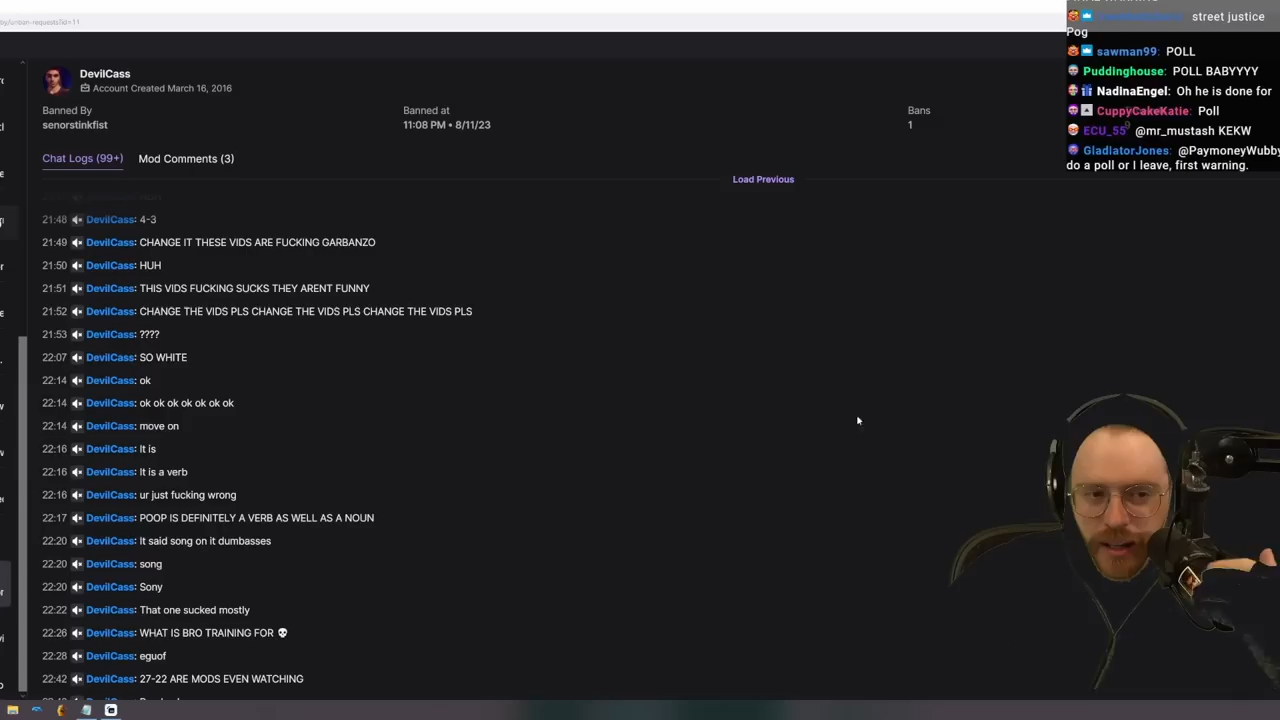 by/unban-requests?id=11
DevilCass
Account Created March 16, 2016
Banned By
senorstinkfist
Banned at
11:08 PM • 8/11/23
Bans
1
Chat Logs (99+)
Mod Comments (3)
Load Previous
21:48 DevilCass: 4-3
21:49 DevilCass: CHANGE IT THESE VIDS ARE FUCKING GARBANZO
21:50 DevilCass: HUH
21:51 DevilCass: THIS VIDS FUCKING SUCKS THEY ARENT FUNNY
21:52 DevilCass: CHANGE THE VIDS PLS CHANGE THE VIDS PLS CHANGE THE VIDS PLS
21:53 DevilCass: ????
22:07 DevilCass: SO WHITE
22:14 DevilCass: ok
22:14 DevilCass: ok ok ok ok ok ok ok
22:14 DevilCass: move on
22:16 DevilCass: It is
22:16 DevilCass: It is a verb
22:16 DevilCass: ur just fucking wrong
22:17 DevilCass: POOP IS DEFINITELY A VERB AS WELL AS A NOUN
22:20 DevilCass: It said song on it dumbasses
22:20 DevilCass: song
22:20 DevilCass: Sony
22:22 DevilCass: That one sucked mostly
22:26 DevilCass: WHAT IS BRO TRAINING FOR 💀
22:28 DevilCass: eguof
22:42 DevilCass: 27-22 ARE MODS EVEN WATCHING
street justice
Pog
sawman99: POLL
Puddinghouse: POLL BABYYYY
NadinaEngel: Oh he is done for
CuppyCakeKatie: Poll
ECU_55: @mr_mustash KEKW
GladiatorJones: @PaymoneyWubby
do a poll or I leave, first warning.